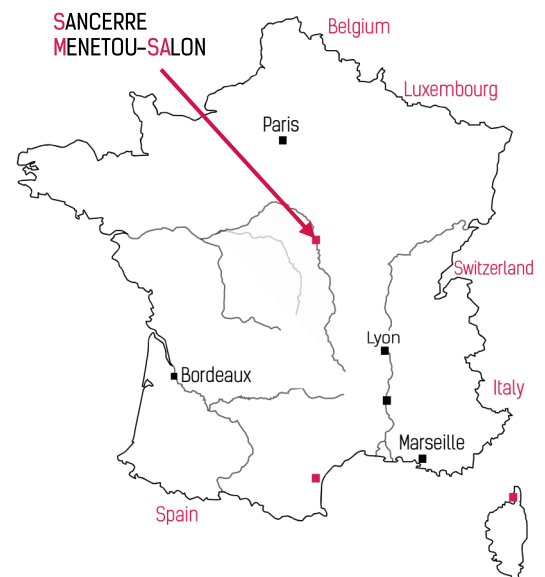 SANCERRE
MENETOU-SALON
Belgium
Luxembourg
Paris
Switzerland
Lyon
Bordeaux
Italy
Marseille
Spain